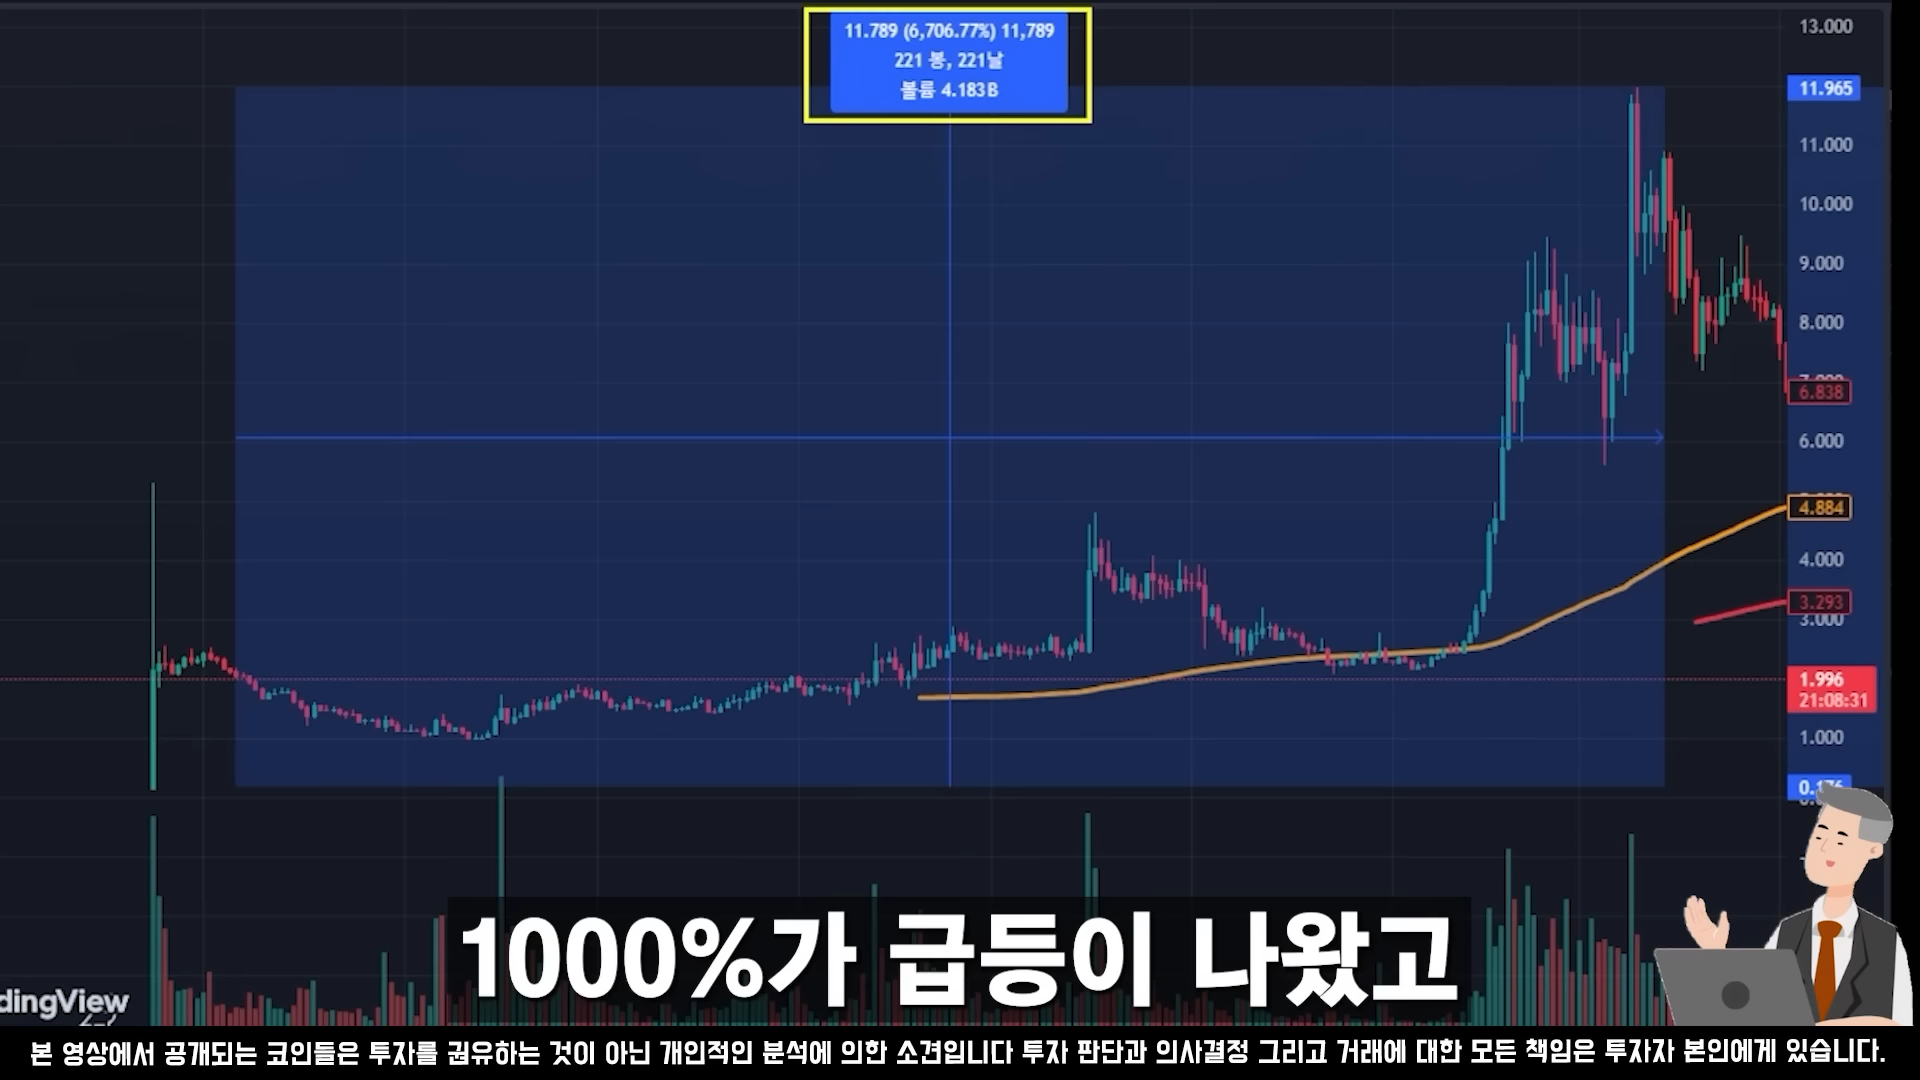 11.789 (6,706.77%) 11,789
221 봉, 221날
볼륨 4.183B
13.000
11.965
11.000
10.000
9.000
8.000
6.838
6.000
4.884
4.000
3.293
3.000
1.996
21:08:31
1.000
1000%가 급등이 나왔고
dingView
본 영상에서 공개되는 코인들은 투자를 권유하는 것이 아닌 개인적인 분석에 의한 소견입니다 투자 판단과 의사결정 그리고 거래에 대한 모든 책임은 투자자 본인에게 있습니다.